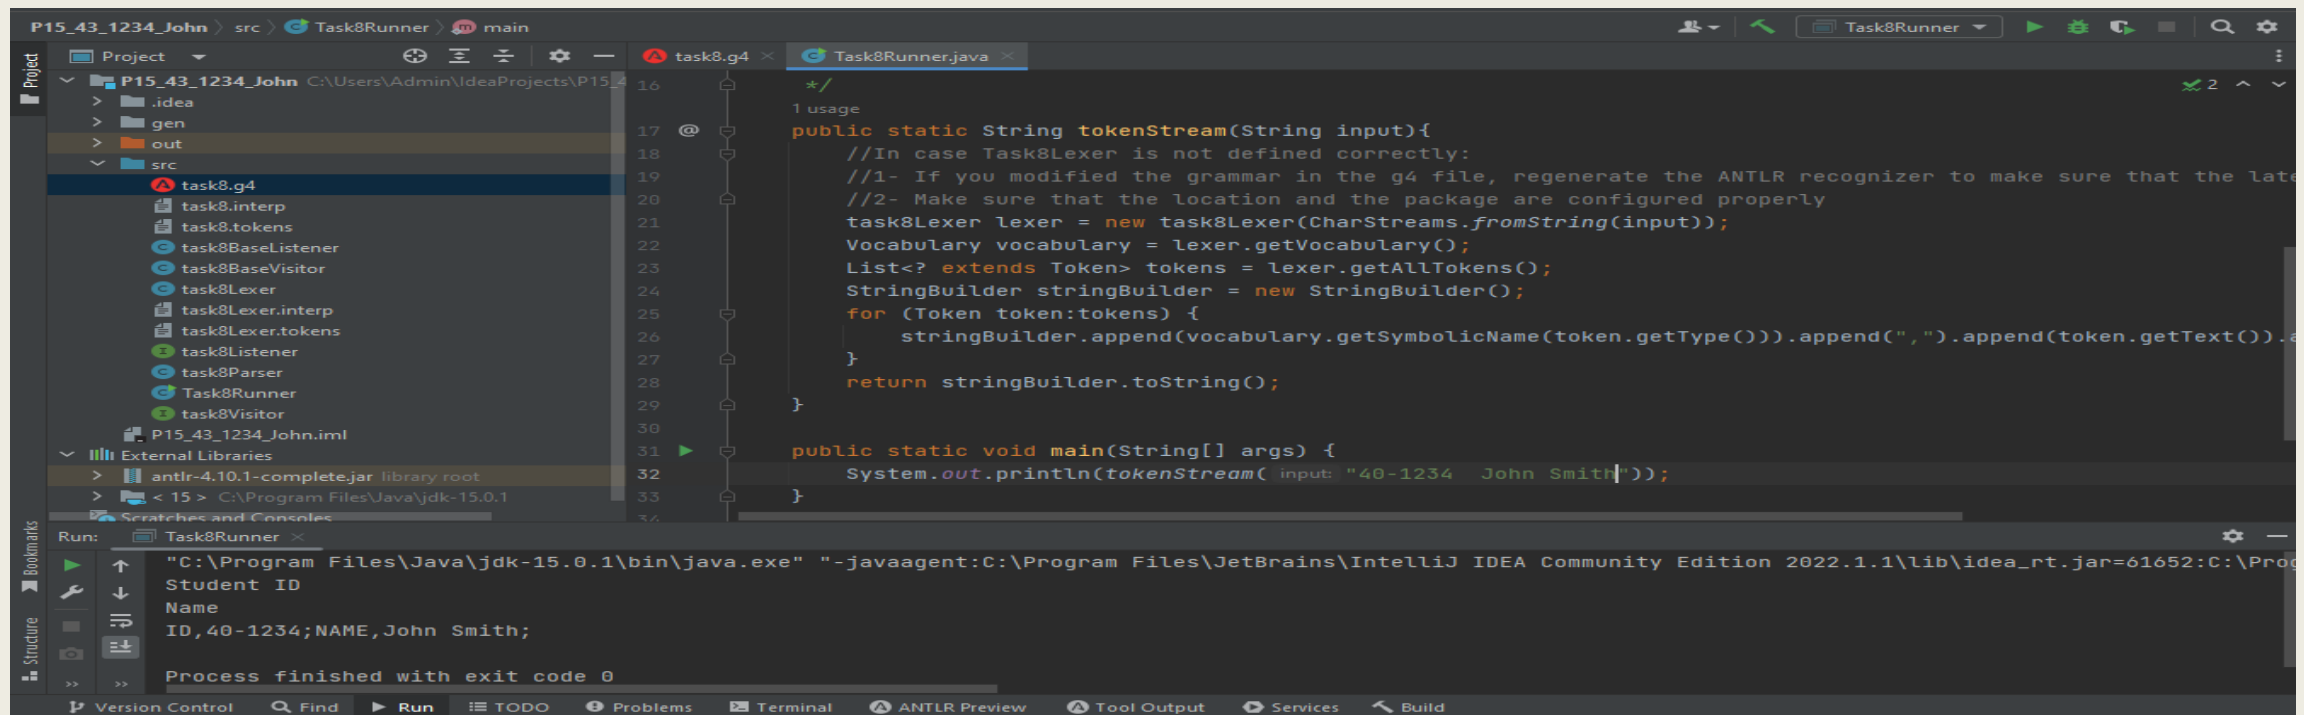 P15_43_1234_John src Task8Runner main Task8Runner
Project
Project task8.g4 Task8Runner.java
P15_43_1234_John C:\Users\Admin\IdeaProjects\P15_4
.idea
gen
out
src
task8.g4
task8.interp
task8.tokens
task8BaseListener
task8BaseVisitor
task8Lexer
task8Lexer.interp
task8Lexer.tokens
task8Listener
task8Parser
Task8Runner
task8Visitor
P15_43_1234_John.iml
External Libraries
antlr-4.10.1-complete.jar library root
< 15 > C:\Program Files\Java\jdk-15.0.1
Scratches and Consoles
2
16 */
1 usage
17 @ public static String tokenStream(String input){
18 //In case Task8Lexer is not defined correctly:
19 //1- If you modified the grammar in the g4 file, regenerate the ANTLR recognizer to make sure that the late
20 //2- Make sure that the location and the package are configured properly
21 task8Lexer lexer = new task8Lexer(CharStreams.fromString(input));
22 Vocabulary vocabulary = lexer.getVocabulary();
23 List<? extends Token> tokens = lexer.getAllTokens();
24 StringBuilder stringBuilder = new StringBuilder();
25 for (Token token:tokens) {
26 stringBuilder.append(vocabulary.getSymbolicName(token.getType())).append(",").append(token.getText()).a
27 }
28 return stringBuilder.toString();
29 }
30
31 public static void main(String[] args) {
32 System.out.println(tokenStream( input: "40-1234  John Smith"));
33 }
34
Bookmarks
Structure
Run: Task8Runner
"C:\Program Files\Java\jdk-15.0.1\bin\java.exe" "-javaagent:C:\Program Files\JetBrains\IntelliJ IDEA Community Edition 2022.1.1\lib\idea_rt.jar=61652:C:\Prog
Student ID
Name
ID,40-1234;NAME,John Smith;
Process finished with exit code 0
Version Control Find Run TODO Problems Terminal ANTLR Preview Tool Output Services Build